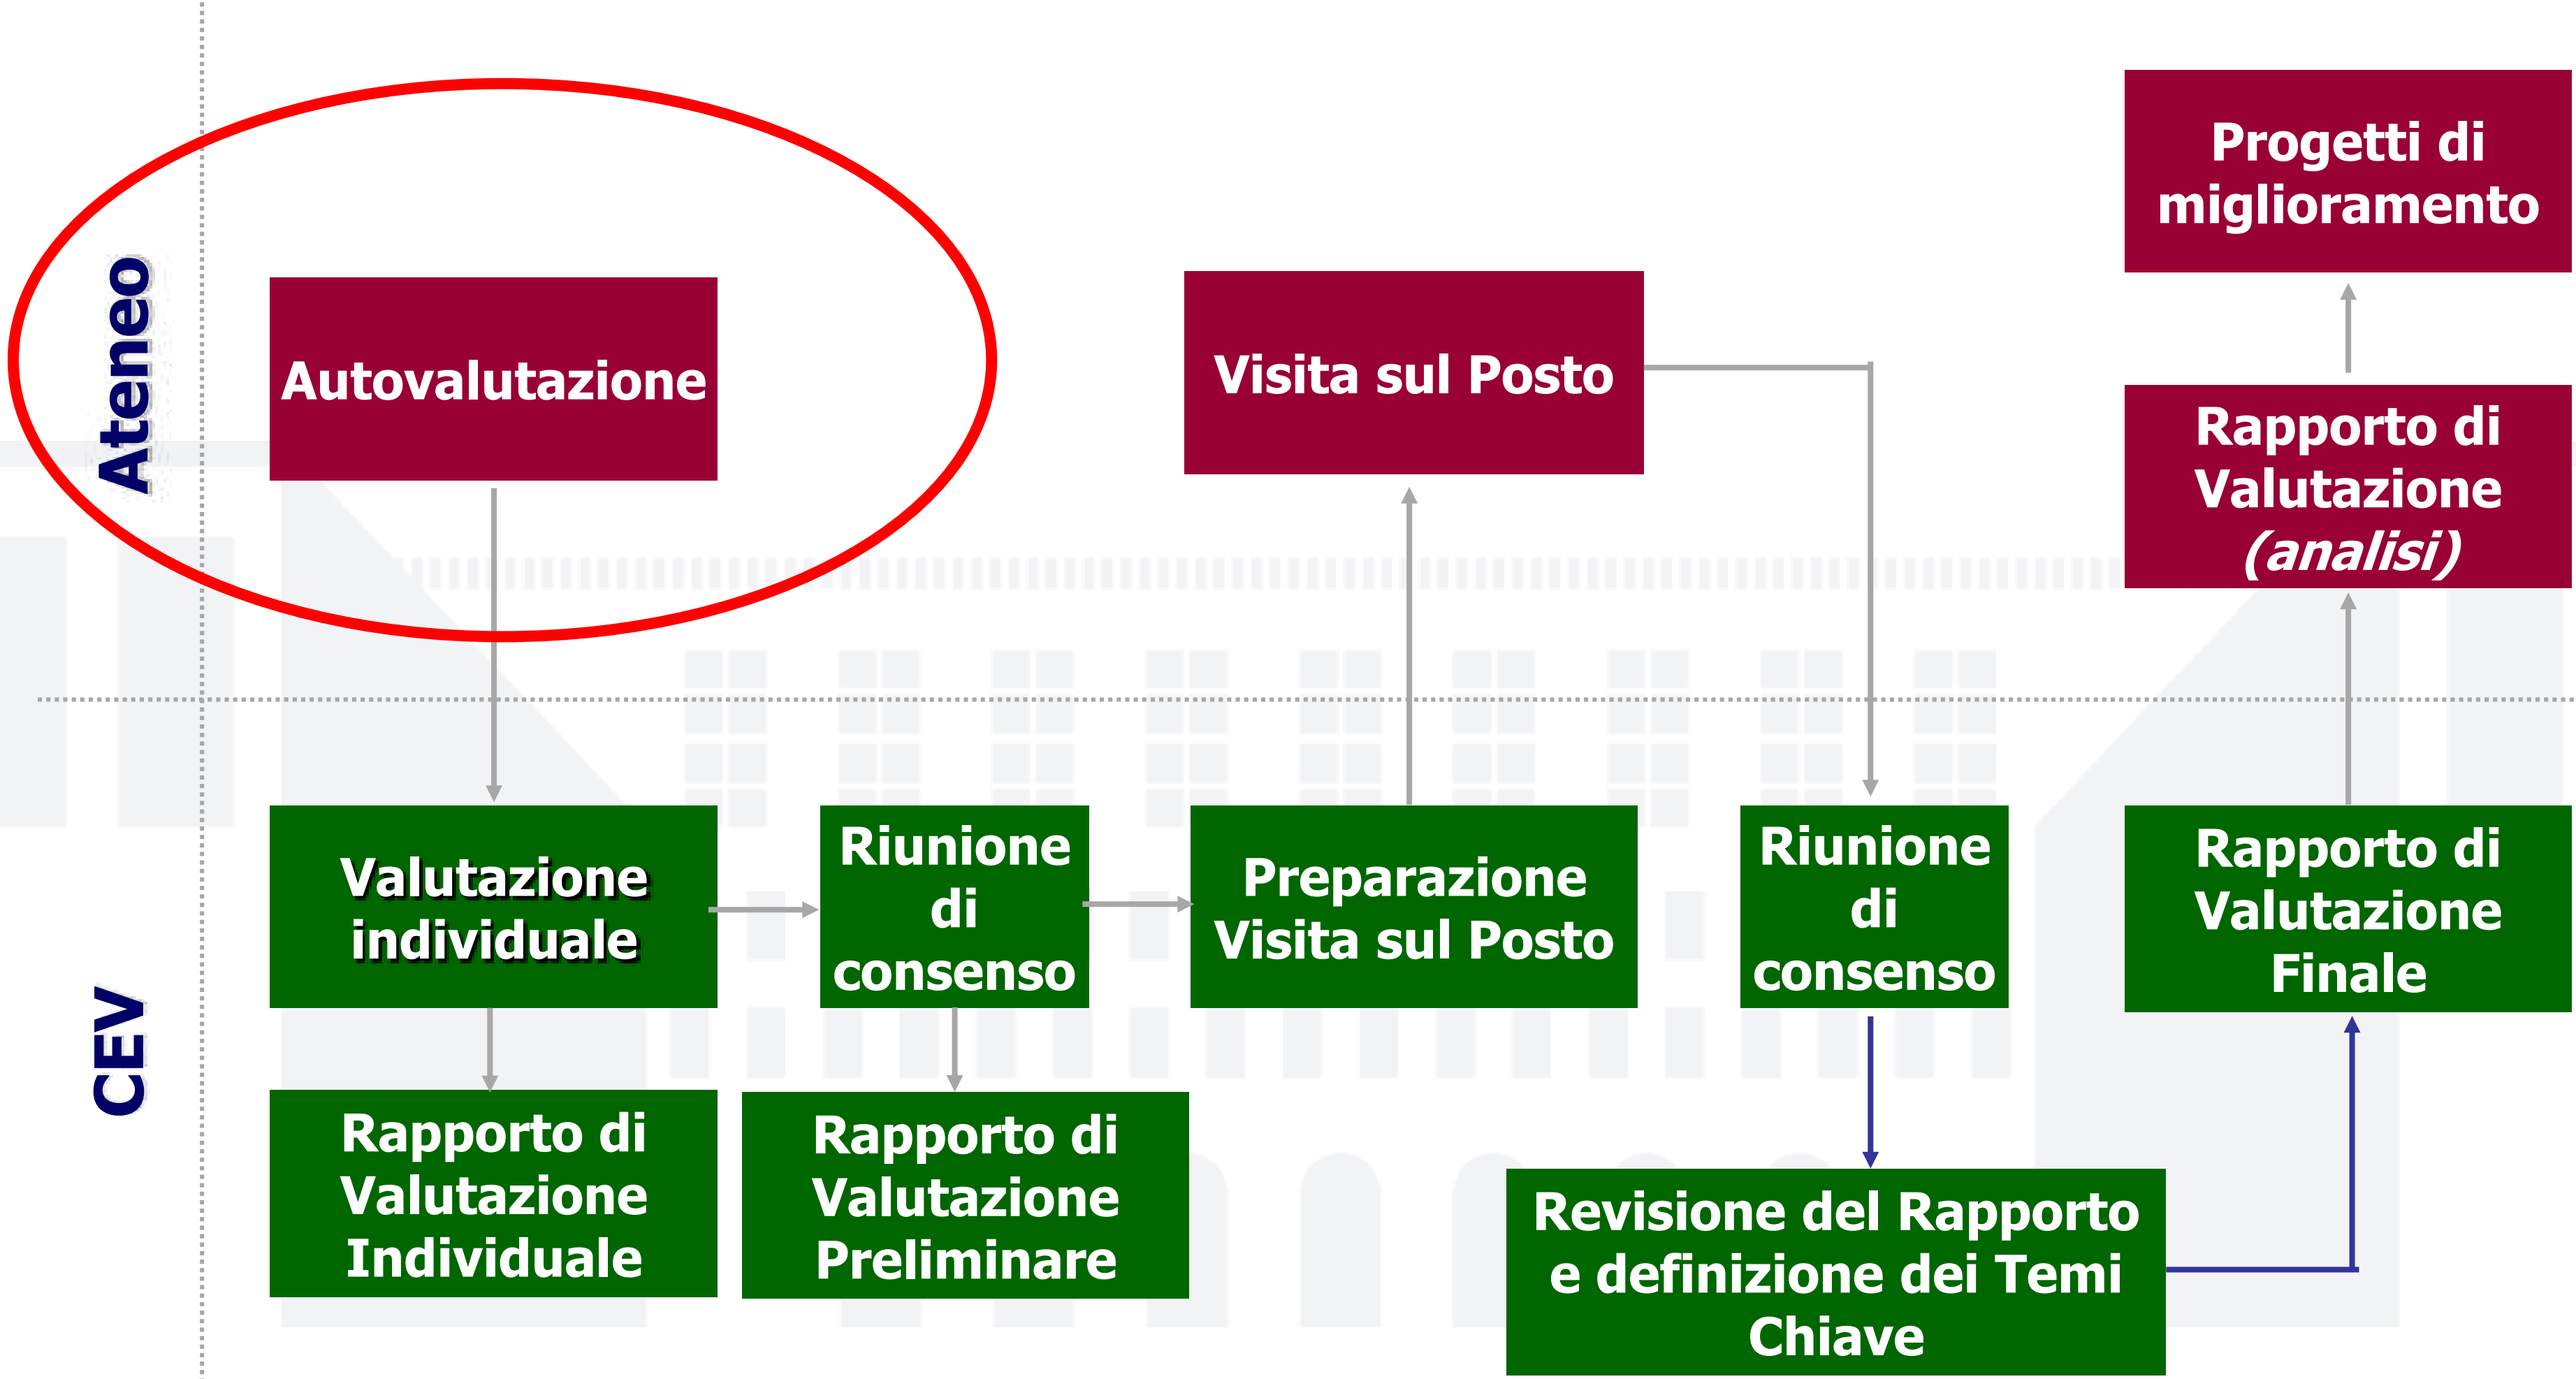 Ateneo
Autovalutazione
Visita sul Posto
Progetti di
miglioramento
Rapporto di
Valutazione
(analisi)
CEV
Valutazione
individuale
Riunione
di
consenso
Preparazione
Visita sul Posto
Riunione
di
consenso
Rapporto di
Valutazione
Finale
Rapporto di
Valutazione
Individuale
Rapporto di
Valutazione
Preliminare
Revisione del Rapporto
e definizione dei Temi
Chiave